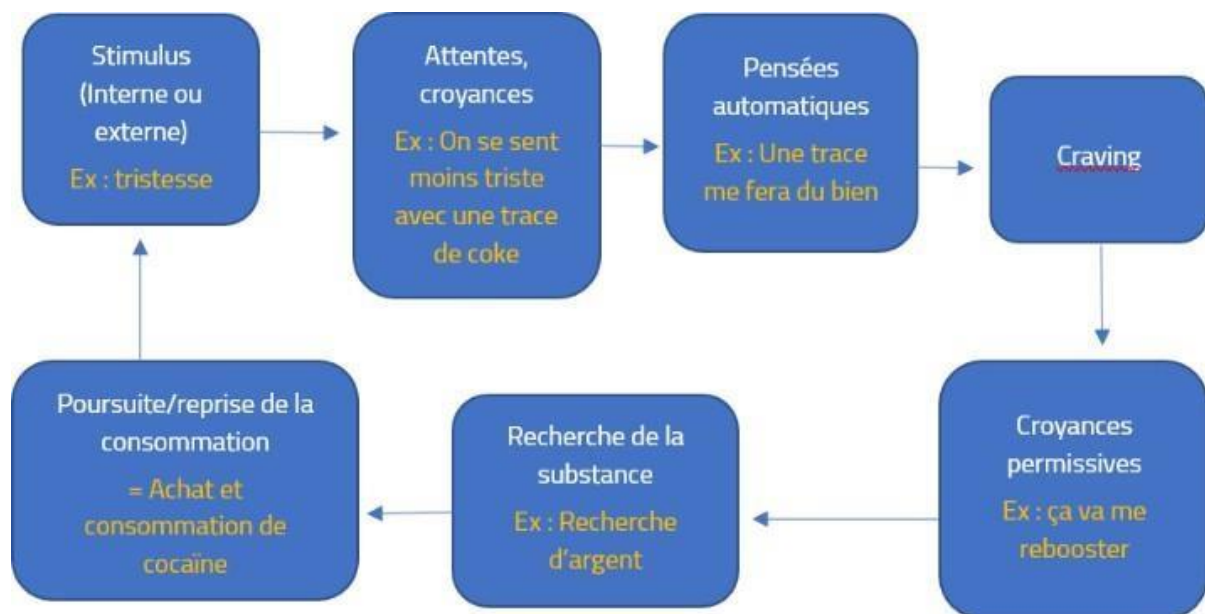 Stimulus
(Interne ou
externe)
Ex : tristesse
Attentes,
croyances
Ex : On se sent
moins triste
avec une trace
de coke
Pensées
automatiques
Ex : Une trace
me fera du bien
Craving
Croyances
permissives
Ex : ça va me
rebooster
Recherche de la
substance
Ex : Recherche
d'argent
Poursuite/reprise de la
consommation
= Achat et
consommation de
cocaïne